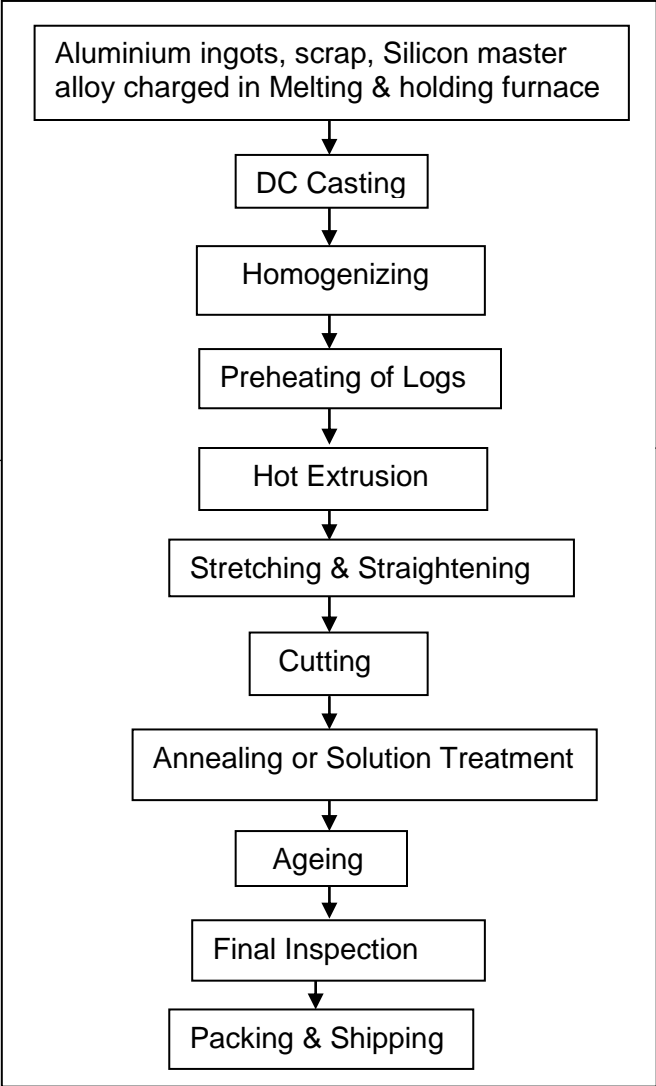 Aluminium ingots, scrap, Silicon master
alloy charged in Melting & holding furnace
DC Casting
Homogenizing
Preheating of Logs
Hot Extrusion
Stretching & Straightening
Cutting
Annealing or Solution Treatment
Ageing
Final Inspection
Packing & Shipping